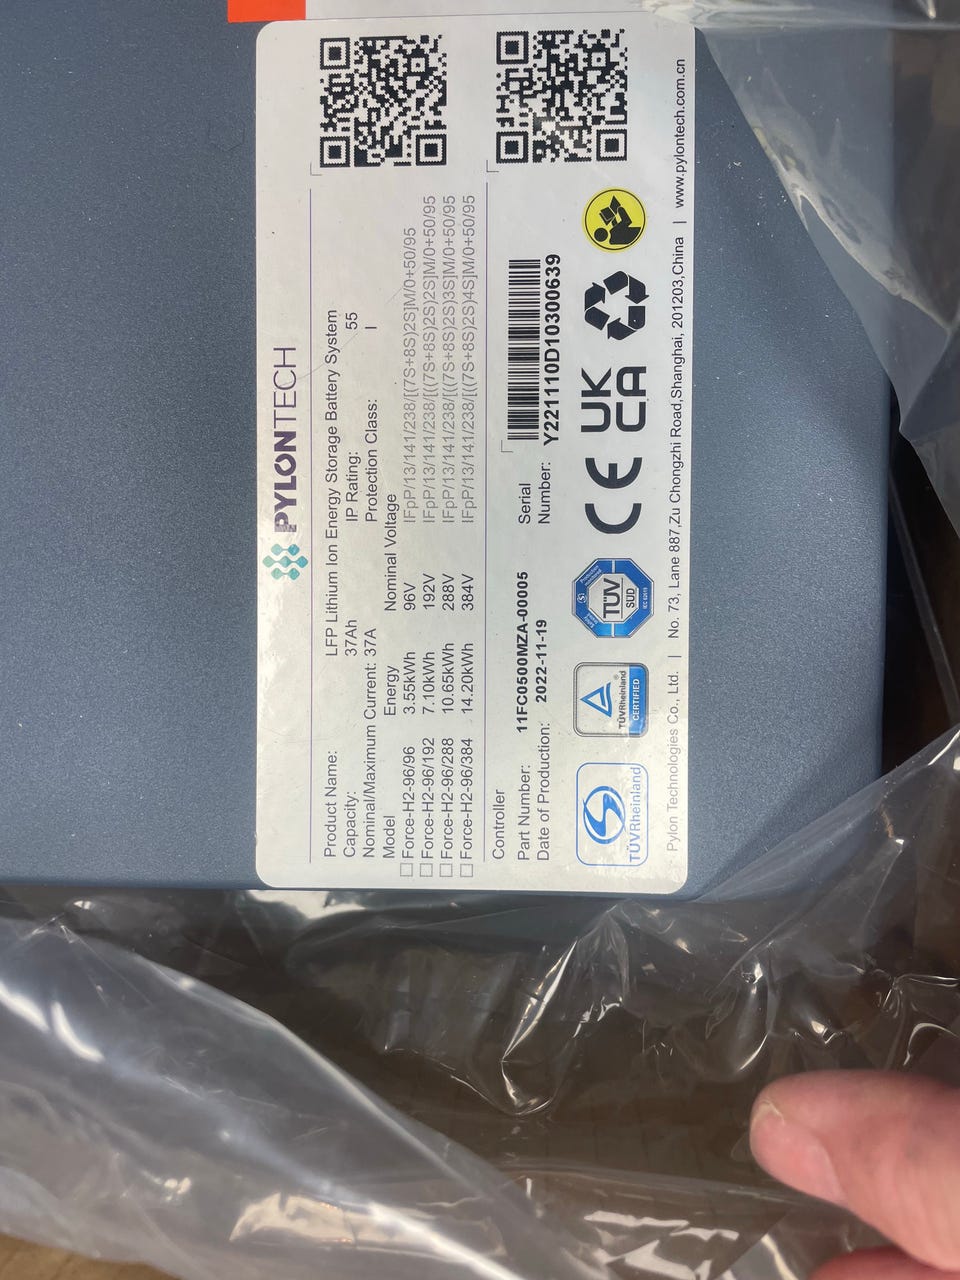 PYLONTECH
Product Name: LFP Lithium Ion Energy Storage Battery System
Capacity: 37Ah IP Rating: 55
Nominal/Maximum Current: 37A Protection Class: I
Model Energy Nominal Voltage
Force-H2-96/96 3.55kWh 96V IFpP/13/141/238/[(7S+8S)2S]M/0+50/95
Force-H2-96/192 7.10kWh 192V IFpP/13/141/238/[((7S+8S)2S)2S]M/0+50/95
Force-H2-96/288 10.65kWh 288V IFpP/13/141/238/[((7S+8S)2S)3S]M/0+50/95
Force-H2-96/384 14.20kWh 384V IFpP/13/141/238/[((7S+8S)2S)4S]M/0+50/95
Controller
Part Number: 11FC0500MZA-00005 Serial
Date of Production: 2022-11-19 Number: Y221110D10300639
TÜVRheinland
TÜVRheinland®
CERTIFIED
TÜV
SÜD
CE
UK
CA
Pylon Technologies Co., Ltd. | No. 73, Lane 887,Zu Chongzhi Road,Shanghai, 201203,China | www.pylontech.com.cn